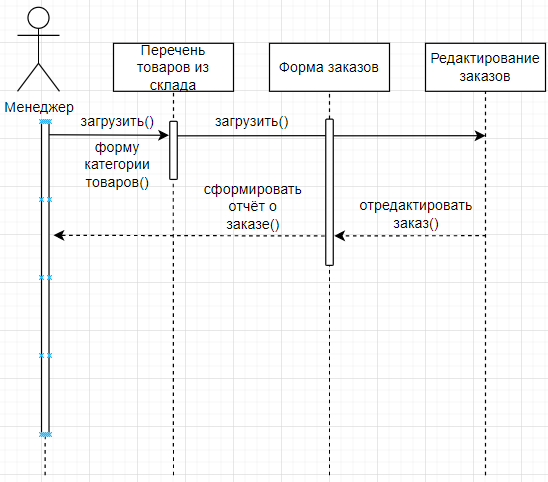 Перечень
товаров из
склада
Форма заказов
Редактирование
заказов
Менеджер
загрузить()
загрузить()
форму
категории
товаров()
сформировать
отчёт о
заказе()
отредактировать
заказ()